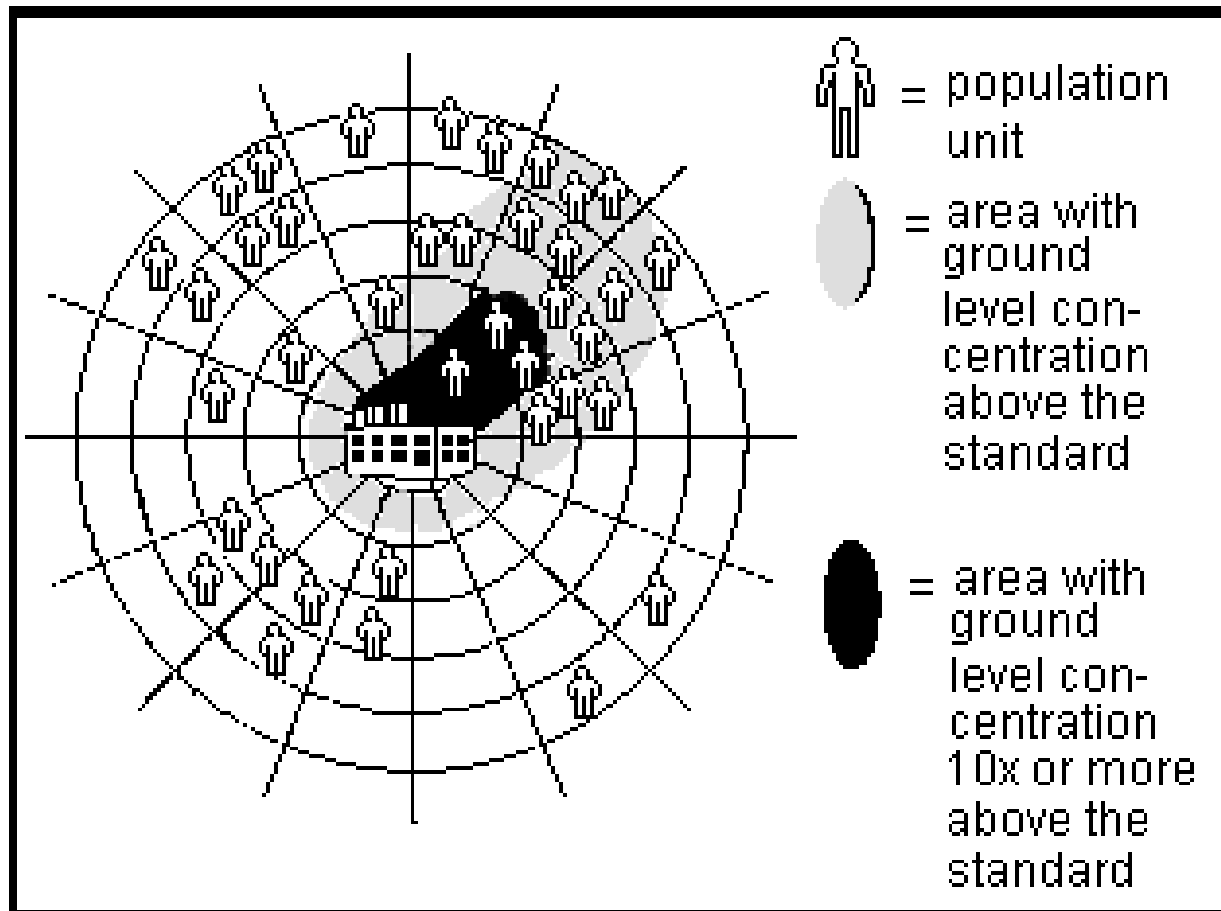 = population
unit
= area with
ground
level con-
centration
above the
standard
= area with
ground
level con-
centration
10x or more
above the
standard